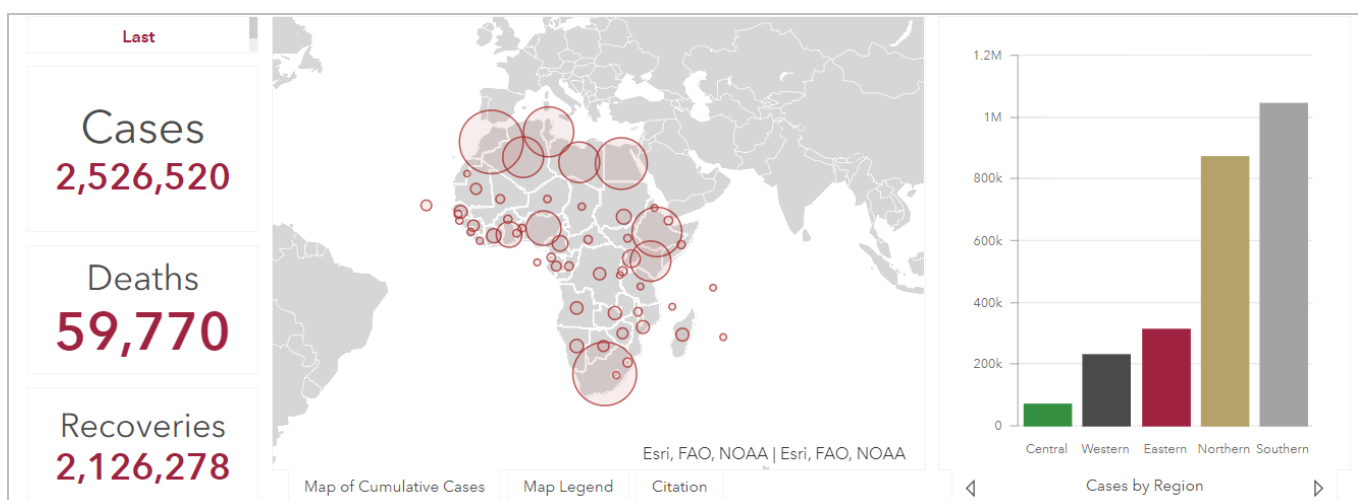 Last
Cases
2,526,520
Deaths
59,770
Recoveries
2,126,278
Esri, FAO, NOAA | Esri, FAO, NOAA
Map of Cumulative Cases
Map Legend
Citation
1.2M
1M
800k
600k
400k
200k
0
Central Western Eastern Northern Southern
Cases by Region